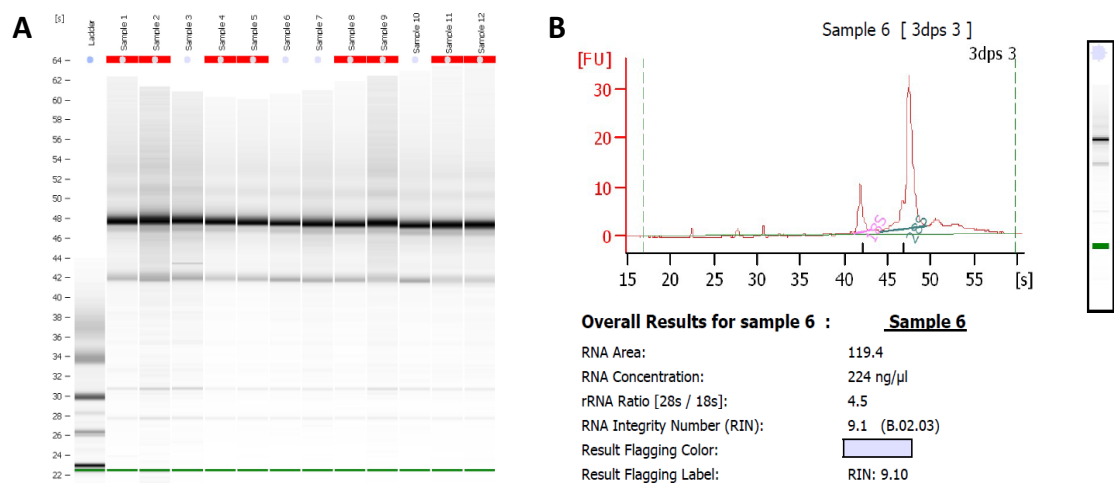 A
[s]
Ladder
Sample 1
Sample 2
Sample 3
Sample 4
Sample 5
Sample 6
Sample 7
Sample 8
Sample 9
Sample 10
Sample 11
Sample 12
64
62
60
58
56
54
52
50
48
46
44
42
40
38
36
34
32
30
28
26
24
22
B
Sample 6 [ 3dps 3 ]
3dps 3
[FU]
30
20
10
0
15 25 30 35 42 45 50 55 [s]
Overall Results for sample 6 : Sample 6
RNA Area: 119.4
RNA Concentration: 224 ng/µl
rRNA Ratio [28s / 18s]: 4.5
RNA Integrity Number (RIN): 9.1 (B.02.03)
Result Flagging Color:
Result Flagging Label: RIN: 9.10